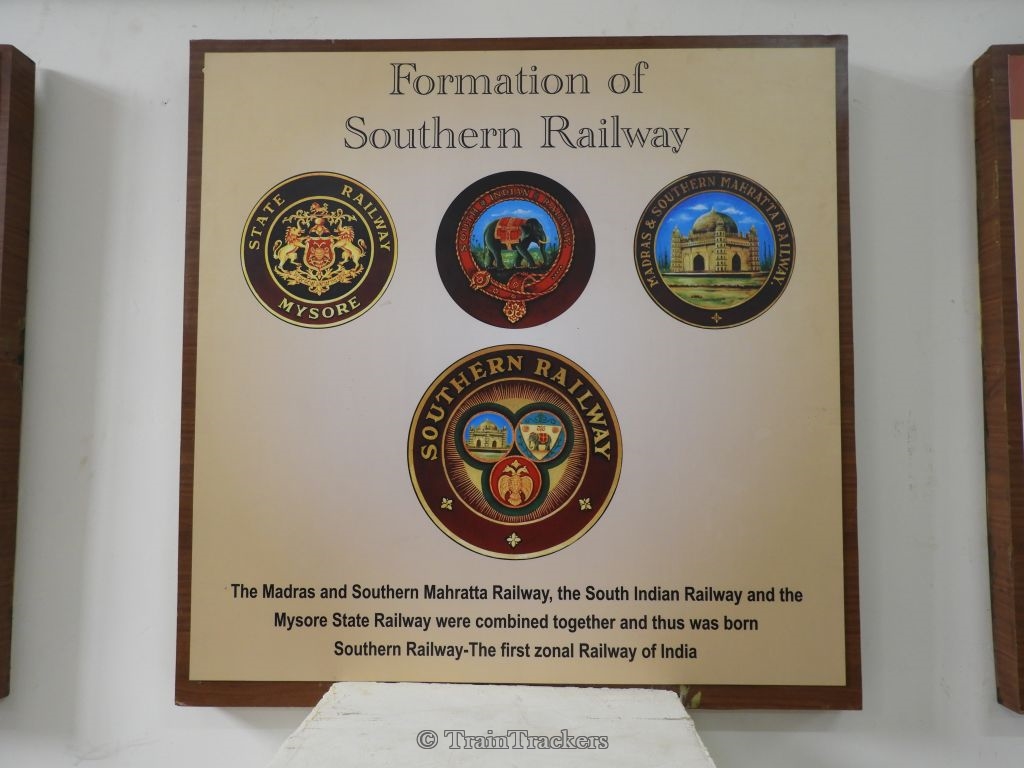 Formation of
Southern Railway
STATE RAILWAY
MYSORE
SOUTH INDIAN RAILWAY
MADRAS & SOUTHERN MAHRATTA RAILWAY.
SOUTHERN RAILWAY
The Madras and Southern Mahratta Railway, the South Indian Railway and the
Mysore State Railway were combined together and thus was born
Southern Railway-The first zonal Railway of India
© TrainTrackers